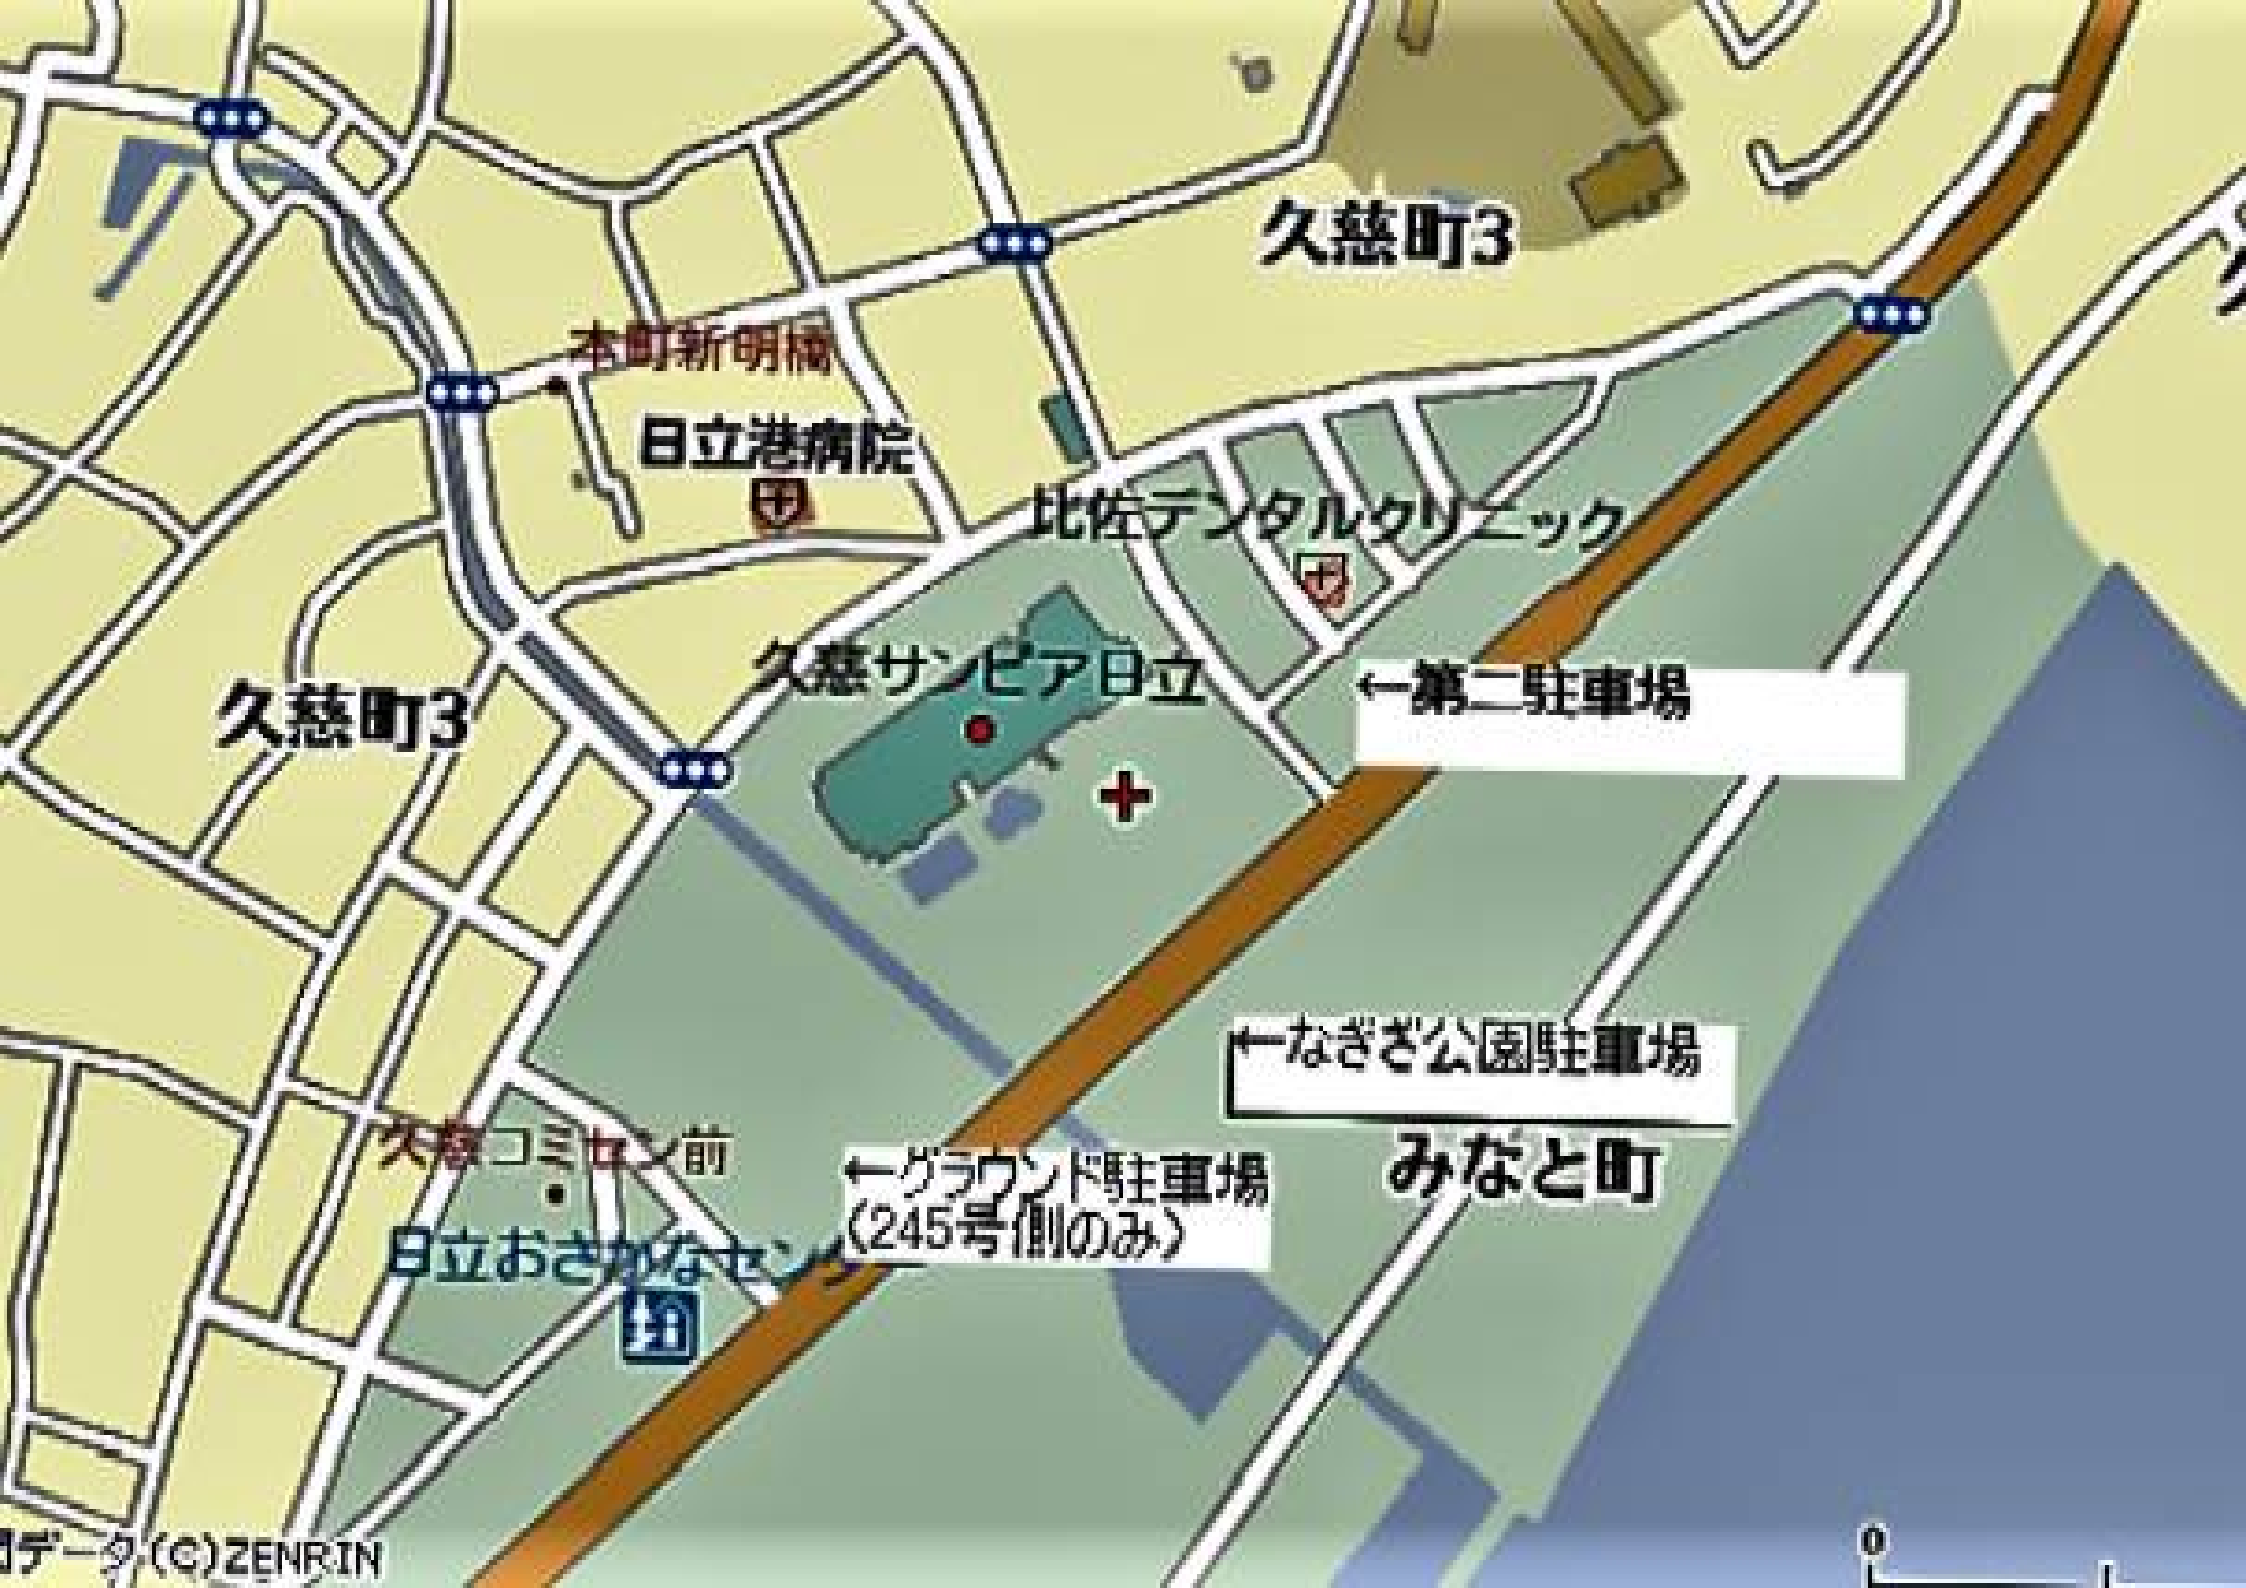 久慈町3
本町新明橋
日立港病院
比佐デンタルクリニック
久慈サンピア日立
←第二駐車場
久慈町3
←なぎさ公園駐車場
久慈コミセン前
みなと町
←グラウンド駐車場
(245号側のみ)
日立おさかなセンター
データ(C)ZENRIN
0